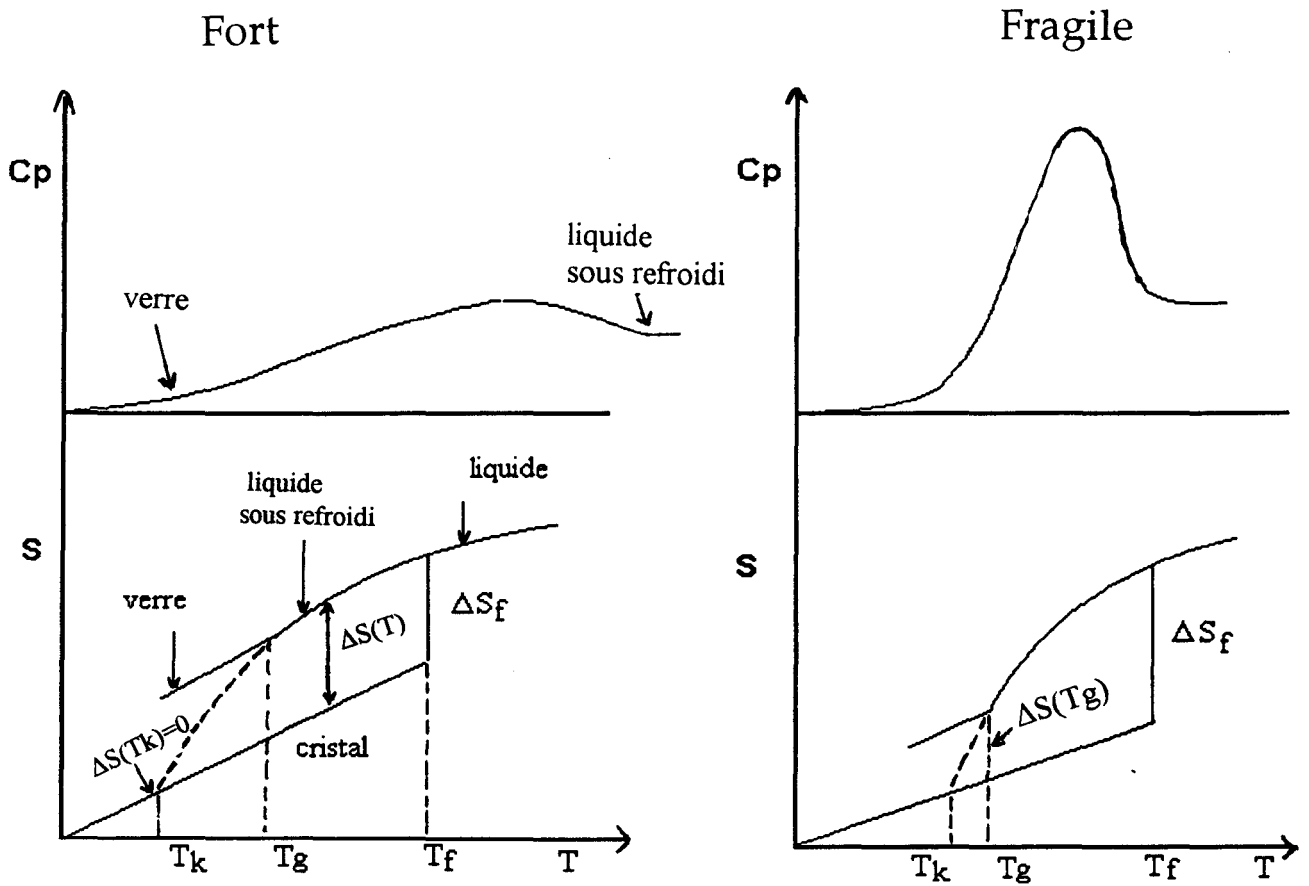 Fort
Cp
verre
liquide
sous refroidi
S
verre
liquide
sous refroidi
liquide
ΔS(T)
ΔSf
ΔS(Tk)=0
cristal
Tk
Tg
Tf
T
Fragile
Cp
S
ΔSf
ΔS(Tg)
Tk
Tg
Tf
T